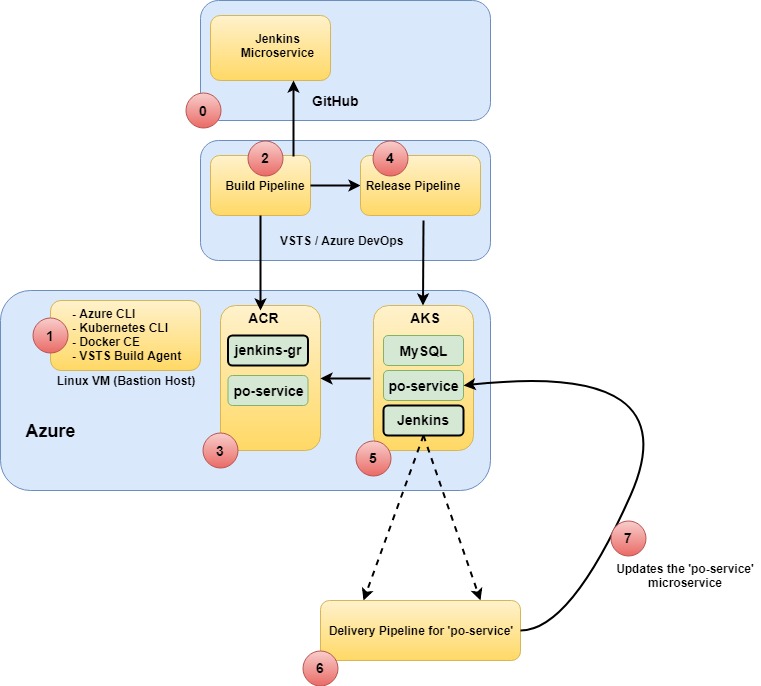 Jenkins
Microservice
GitHub
0
2
4
Build Pipeline
Release Pipeline
VSTS / Azure DevOps
1
- Azure CLI
- Kubernetes CLI
- Docker CE
- VSTS Build Agent
Linux VM (Bastion Host)
ACR
jenkins-gr
po-service
3
AKS
MySQL
po-service
Jenkins
5
Azure
7
Updates the 'po-service'
microservice
Delivery Pipeline for 'po-service'
6